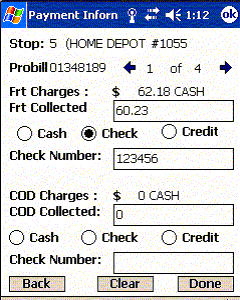 Payment Inforn 1:12 ok
Stop: 5 (HOME DEPOT #1055
Probill 01348189 1 of 4
Frt Charges : $ 62.18 CASH
Frt Collected 60.23
Cash Check Credit
Check Number: 123456
COD Charges : $ 0 CASH
COD Collected: 0
Cash Check Credit
Check Number:
Back Clear Done